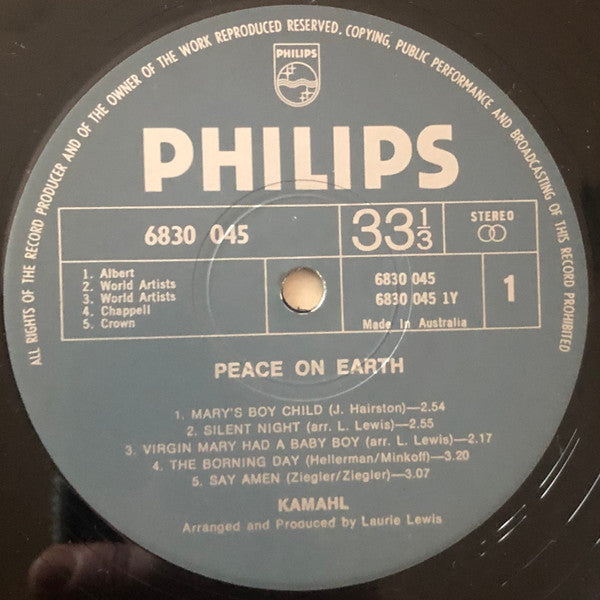 ALL RIGHTS OF THE RECORD PRODUCER AND OF THE OWNER OF THE WORK REPRODUCED RESERVED. COPYING, PUBLIC PERFORMANCE AND BROADCASTING OF THIS RECORD PROHIBITED
PHILIPS
PHILIPS
6830 045
33 1/3
STEREO
1. Albert
2. World Artists
3. World Artists
4. Chappell
5. Crown
6830 045
6830 045 1Y
1
Made In Australia
PEACE ON EARTH
1. MARY'S BOY CHILD (J. Hairston)—2.54
2. SILENT NIGHT (arr. L. Lewis)—2.55
3. VIRGIN MARY HAD A BABY BOY (arr. L. Lewis)—2.17
4. THE BORNING DAY (Hellerman/Minkoff)—3.20
5. SAY AMEN (Ziegler/Ziegler)—3.07
KAMAHL
Arranged and Produced by Laurie Lewis